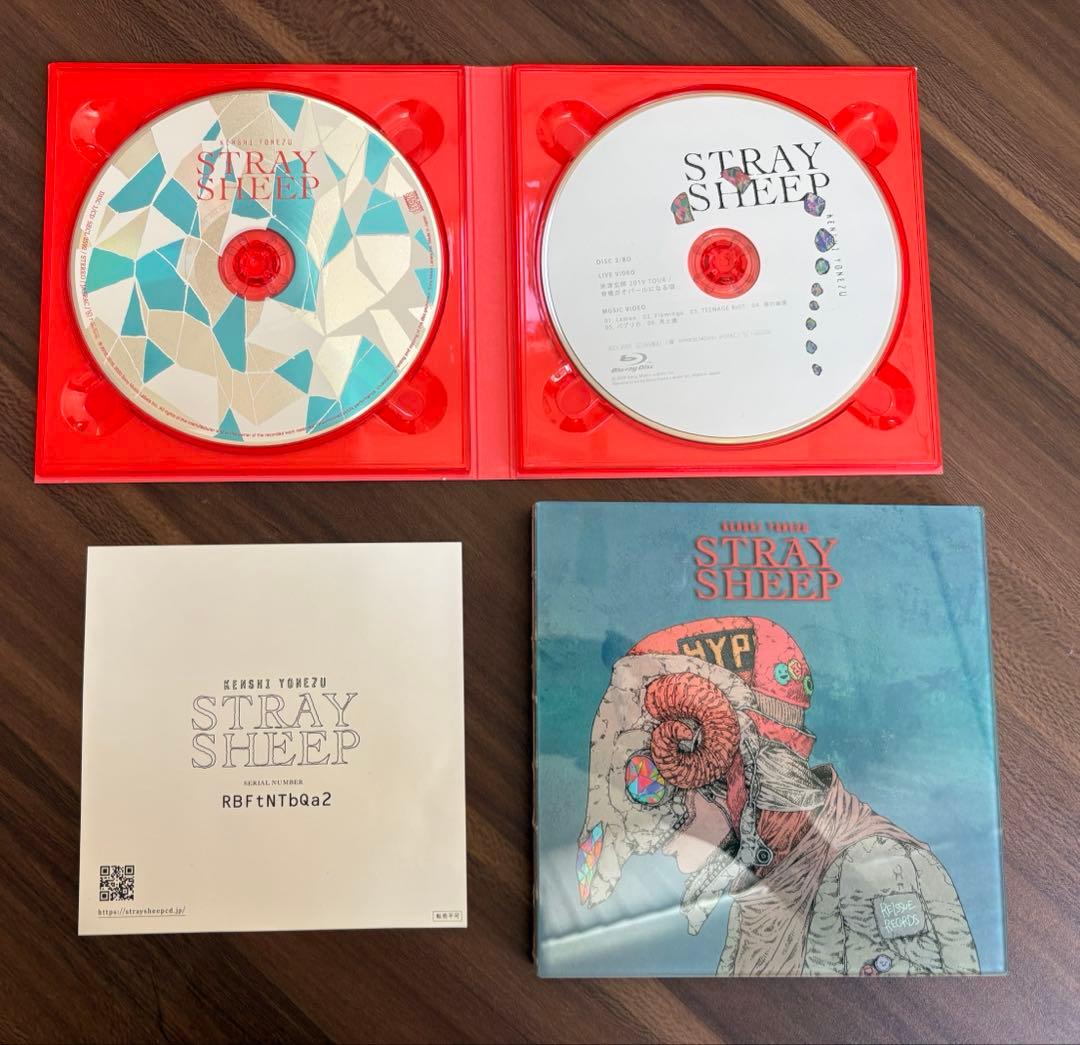 KENSHI YONEZU
STRAY
SHEEP
STRAY
SHEEP
KENSHI YONEZU
DISC 2/BD
LIVE VIDEO
米津玄師 2019 TOUR /
脊椎がオパールになる頃
MUSIC VIDEO
01. Lemon 02. Flamingo 03. TEENAGE RIOT 04. 海の幽霊
05. パプリカ 06. 馬と鹿
Blu-ray Disc
KENSHI YONEZU
STRAY
SHEEP
SERIAL NUMBER
RBFtNTbQa2
https://straysheepcd.jp/
転売不可
KENSHI YONEZU
STRAY
SHEEP
HYP
REISSUE
RECORDS